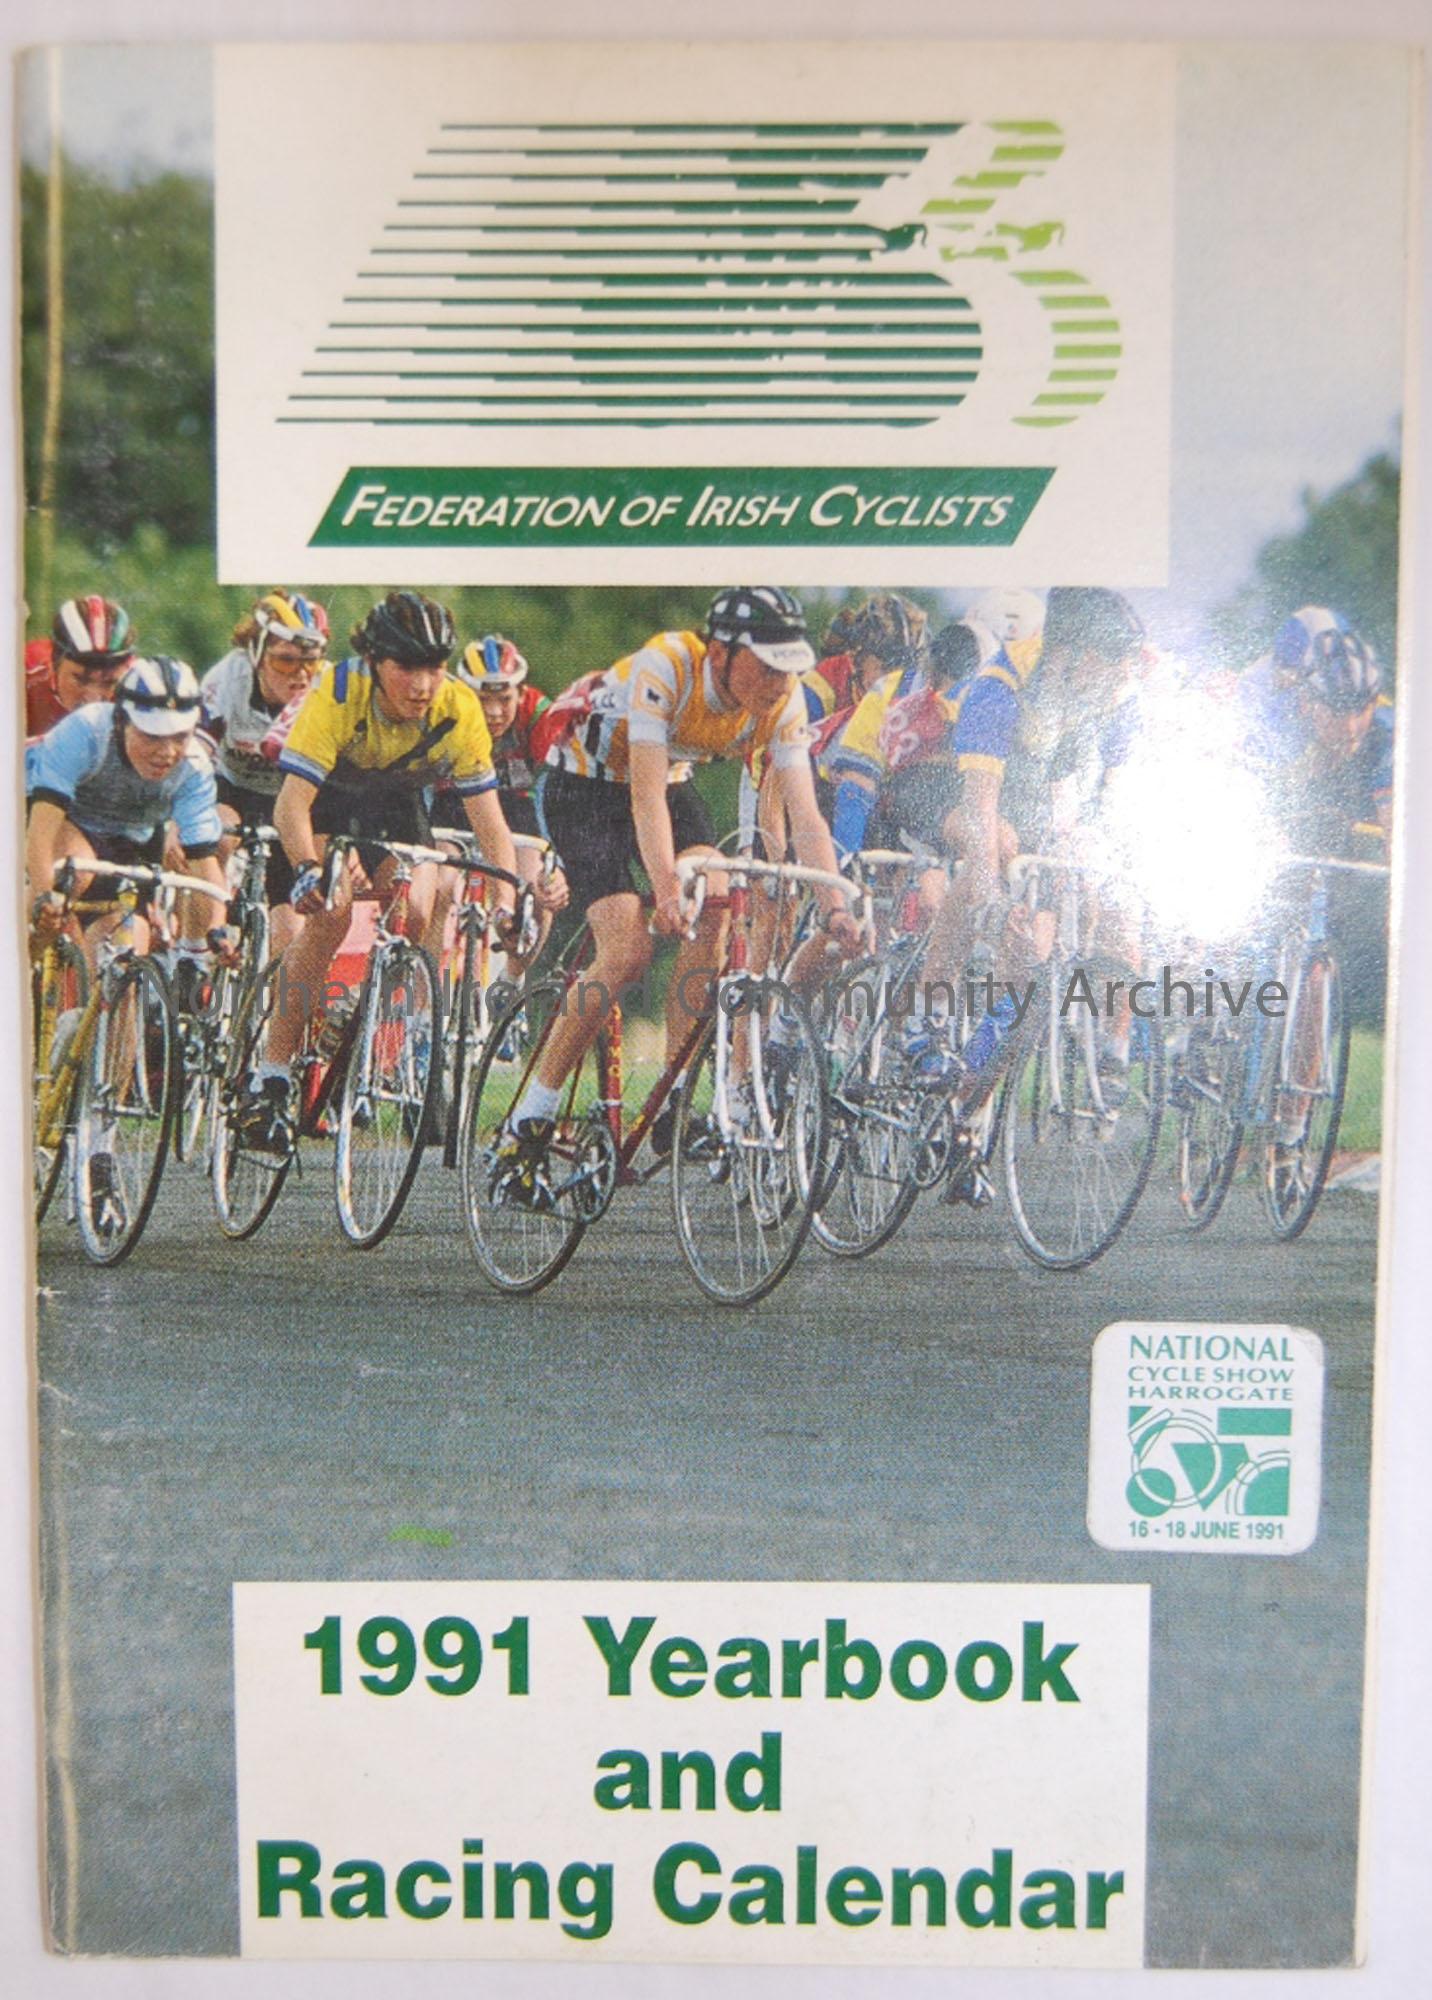 FEDERATION OF IRISH CYCLISTS
Northern Ireland Community Archive
NATIONAL
CYCLE SHOW
HARROGATE
16 - 18 JUNE 1991
1991 Yearbook
and
Racing Calendar